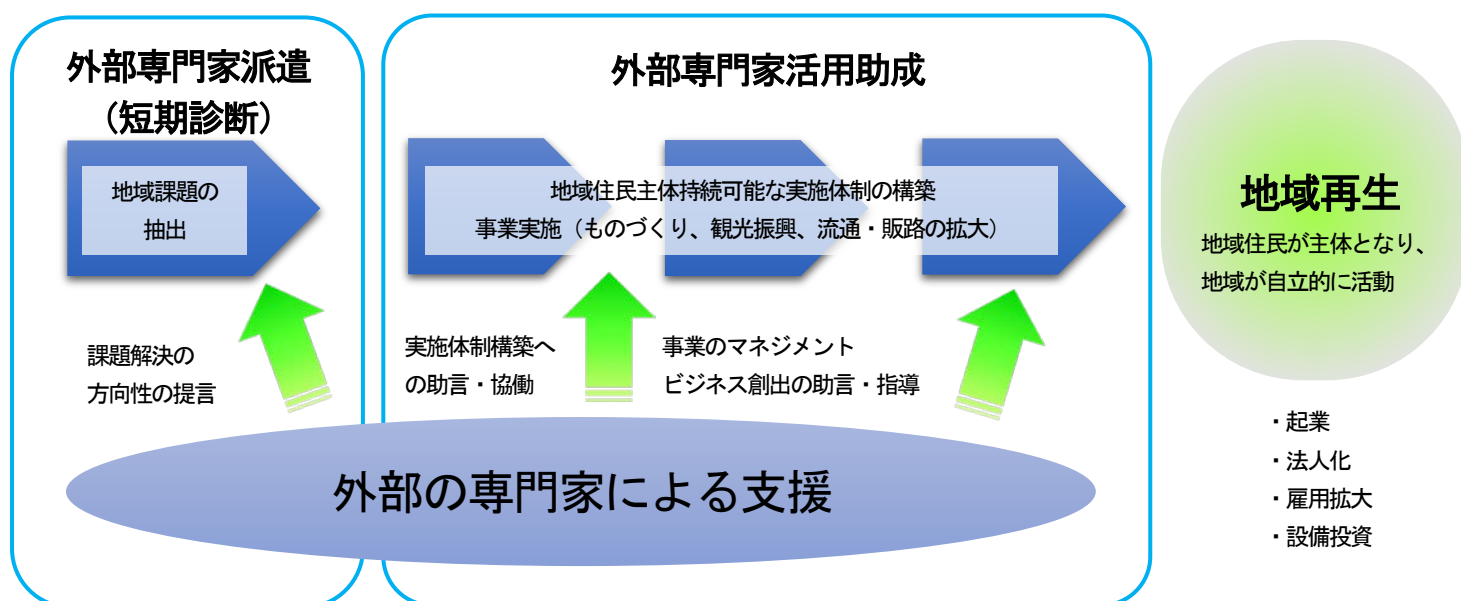 外部専門家派遣
（短期診断）
地域課題の
抽出
課題解決の
方向性の提言
外部専門家活用助成
地域住民主体持続可能な実施体制の構築
事業実施（ものづくり、観光振興、流通・販路の拡大）
実施体制構築へ
の助言・協働
事業のマネジメント
ビジネス創出の助言・指導
外部の専門家による支援
地域再生
地域住民が主体となり、
地域が自立的に活動
・起業
・法人化
・雇用拡大
・設備投資